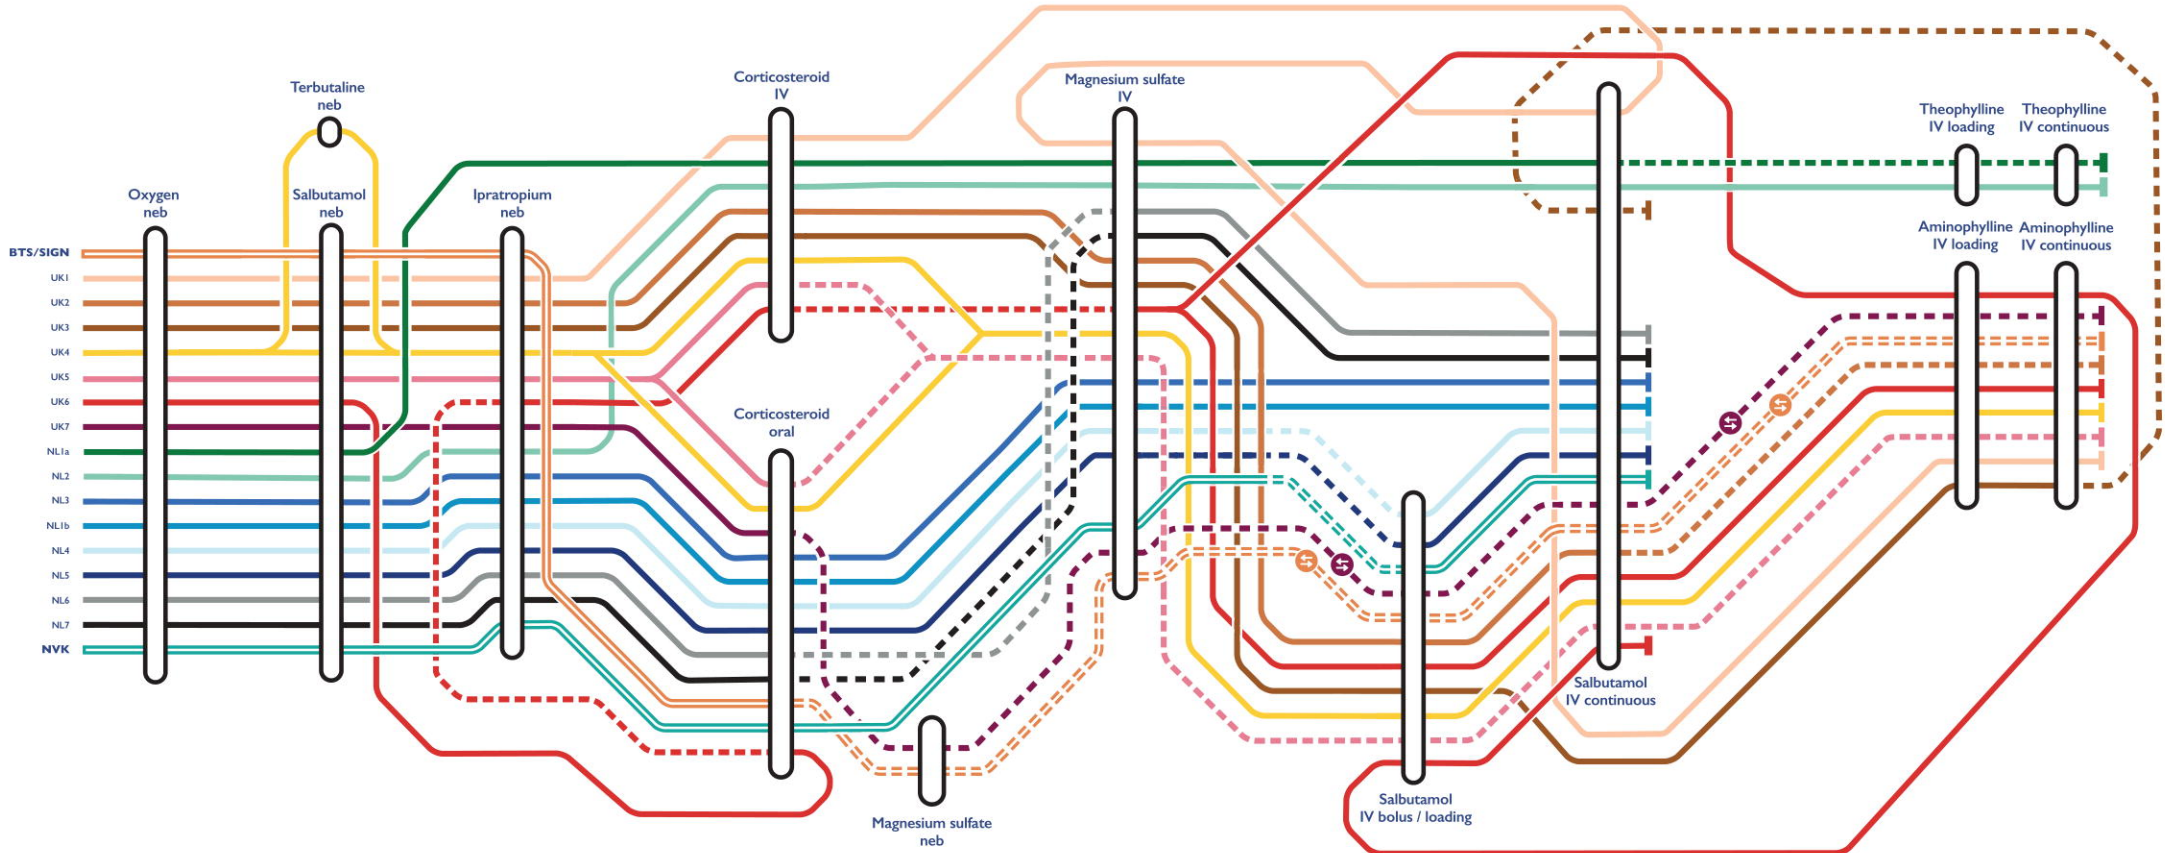 Terbutaline
neb
Corticosteroid
IV
Magnesium sulfate
IV
Theophylline
IV loading
Theophylline
IV continuous
Oxygen
neb
Salbutamol
neb
Ipratropium
neb
Aminophylline
IV loading
Aminophylline
IV continuous
BTS/SIGN
UK1
UK2
UK3
UK4
UK5
UK6
UK7
NL1a
NL2
NL3
NL1b
NL4
NL5
NL6
NL7
NVK
Corticosteroid
oral
Salbutamol
IV continuous
Magnesium sulfate
neb
Salbutamol
IV bolus / loading